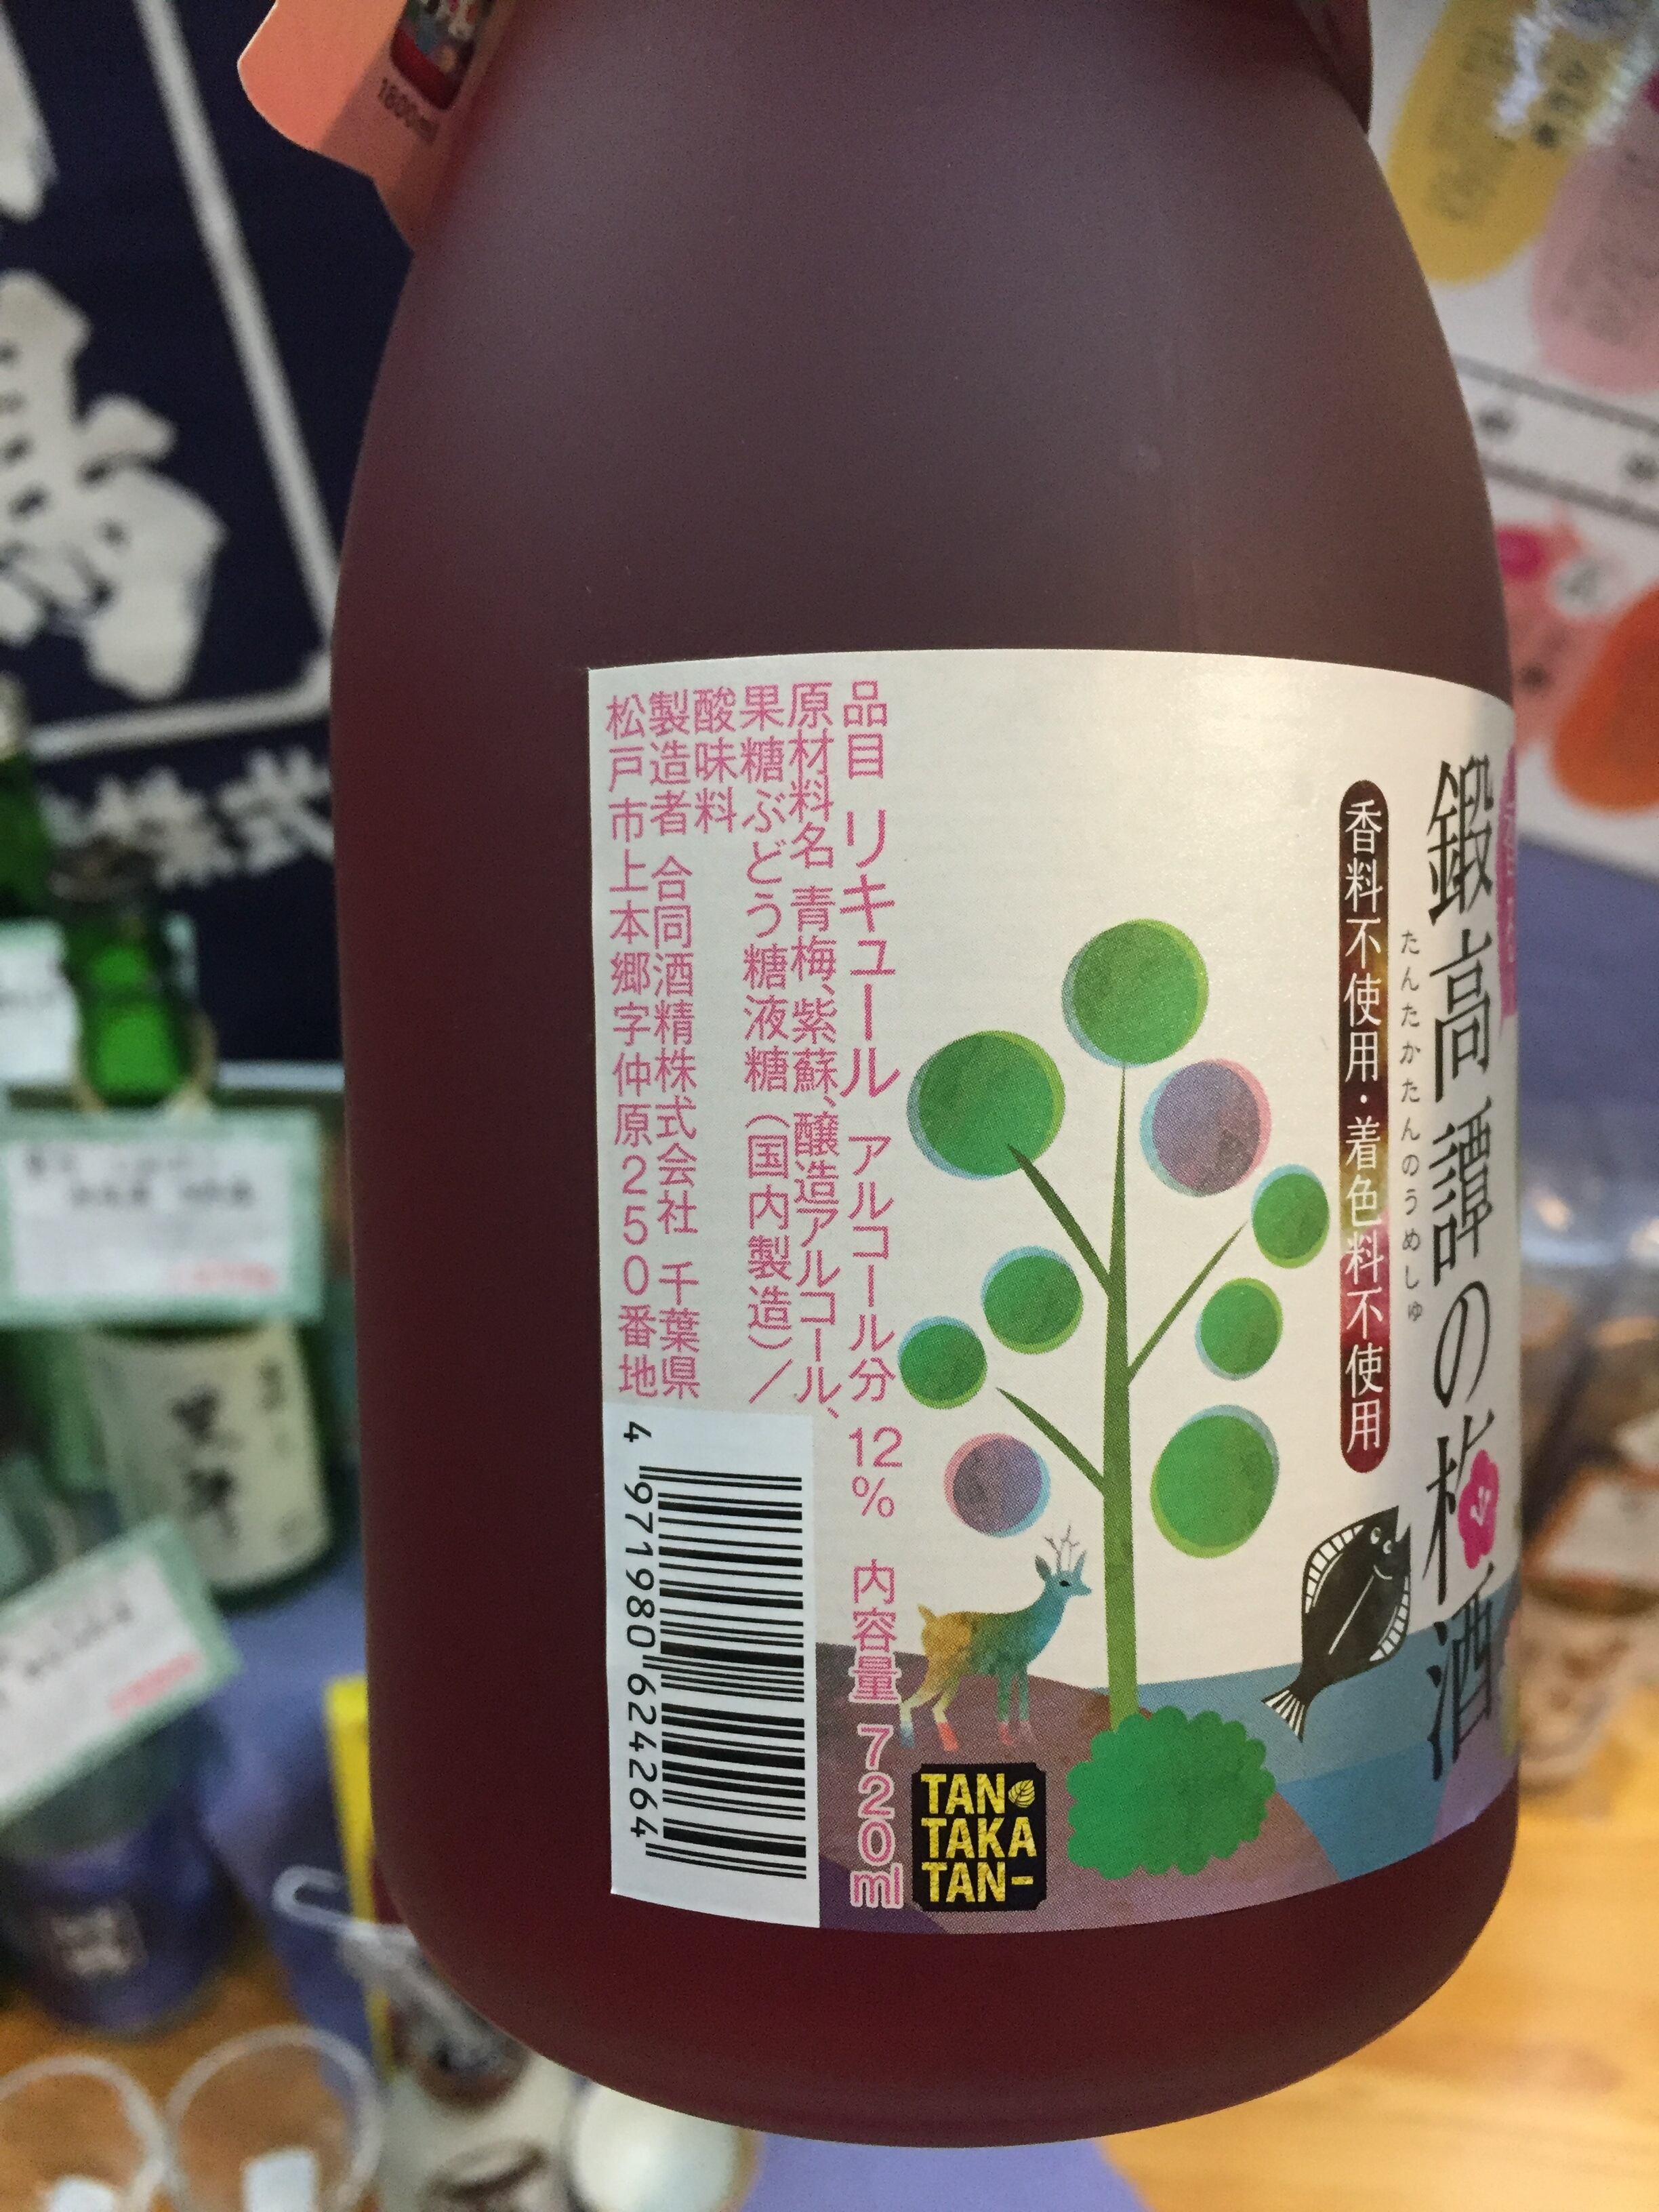 鍛高譚の梅酒
たんたかたんのうめしゅ
香料不使用・着色料不使用
品目 リキュール アルコール分 12% 内容量 720ml
原材料名 青梅、紫蘇、醸造アルコール、
果糖ぶどう糖液糖（国内製造）／
酸味料
製造者 合同酒精株式会社 千葉県
松戸市上本郷字仲原250番地
4 971980 624264
TAN
TAKA
TAN-
1800ml
株式